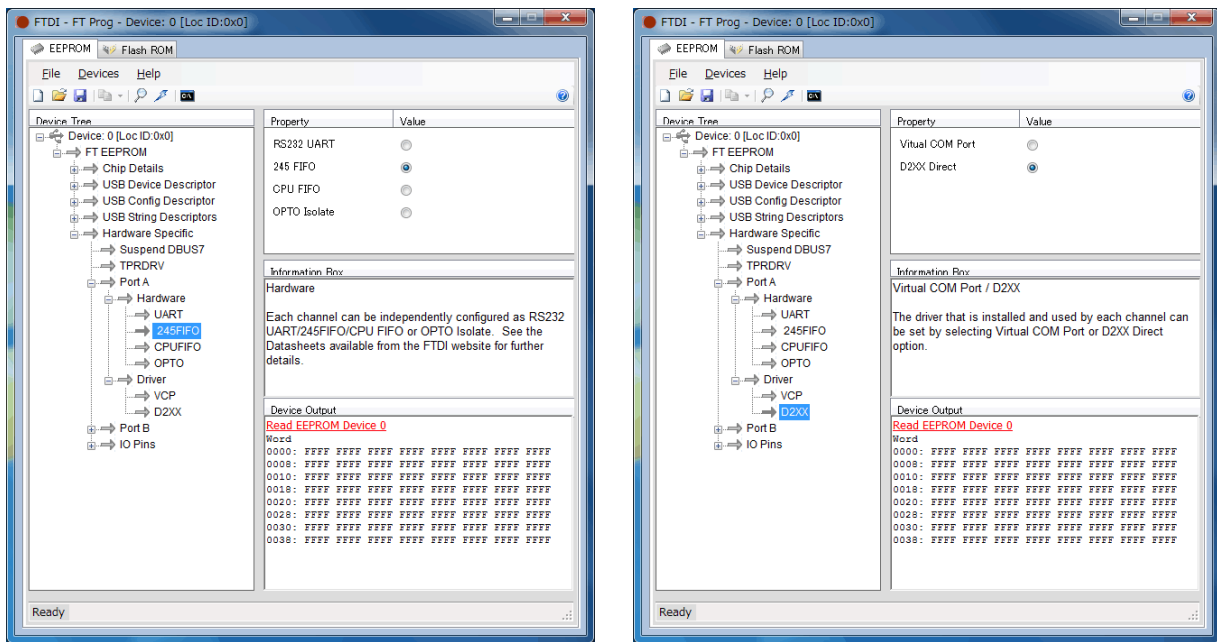 FTDI - FT Prog - Device: 0 [Loc ID:0x0]
EEPROM Flash ROM
File Devices Help
Device Tree
Device: 0 [Loc ID:0x0]
FT EEPROM
Chip Details
USB Device Descriptor
USB Config Descriptor
USB String Descriptors
Hardware Specific
Suspend DBUS7
TPRDRV
Port A
Hardware
UART
245FIFO
CPUFIFO
OPTO
Driver
VCP
D2XX
Port B
IO Pins
Property Value
RS232 UART
245 FIFO
CPU FIFO
OPTO Isolate
Information Box
Hardware
Each channel can be independently configured as RS232
UART/245FIFO/CPU FIFO or OPTO Isolate. See the
Datasheets available from the FTDI website for further
details.
Device Output
Read EEPROM Device 0
Word
0000: FFFF FFFF FFFF FFFF FFFF FFFF FFFF FFFF
0008: FFFF FFFF FFFF FFFF FFFF FFFF FFFF FFFF
0010: FFFF FFFF FFFF FFFF FFFF FFFF FFFF FFFF
0018: FFFF FFFF FFFF FFFF FFFF FFFF FFFF FFFF
0020: FFFF FFFF FFFF FFFF FFFF FFFF FFFF FFFF
0028: FFFF FFFF FFFF FFFF FFFF FFFF FFFF FFFF
0030: FFFF FFFF FFFF FFFF FFFF FFFF FFFF FFFF
0038: FFFF FFFF FFFF FFFF FFFF FFFF FFFF FFFF
Ready
FTDI - FT Prog - Device: 0 [Loc ID:0x0]
EEPROM Flash ROM
File Devices Help
Device Tree
Device: 0 [Loc ID:0x0]
FT EEPROM
Chip Details
USB Device Descriptor
USB Config Descriptor
USB String Descriptors
Hardware Specific
Suspend DBUS7
TPRDRV
Port A
Hardware
UART
245FIFO
CPUFIFO
OPTO
Driver
VCP
D2XX
Port B
IO Pins
Property Value
Vitual COM Port
D2XX Direct
Information Box
Virtual COM Port / D2XX
The driver that is installed and used by each channel can
be set by selecting Virtual COM Port or D2XX Direct
option.
Device Output
Read EEPROM Device 0
Word
0000: FFFF FFFF FFFF FFFF FFFF FFFF FFFF FFFF
0008: FFFF FFFF FFFF FFFF FFFF FFFF FFFF FFFF
0010: FFFF FFFF FFFF FFFF FFFF FFFF FFFF FFFF
0018: FFFF FFFF FFFF FFFF FFFF FFFF FFFF FFFF
0020: FFFF FFFF FFFF FFFF FFFF FFFF FFFF FFFF
0028: FFFF FFFF FFFF FFFF FFFF FFFF FFFF FFFF
0030: FFFF FFFF FFFF FFFF FFFF FFFF FFFF FFFF
0038: FFFF FFFF FFFF FFFF FFFF FFFF FFFF FFFF
Ready